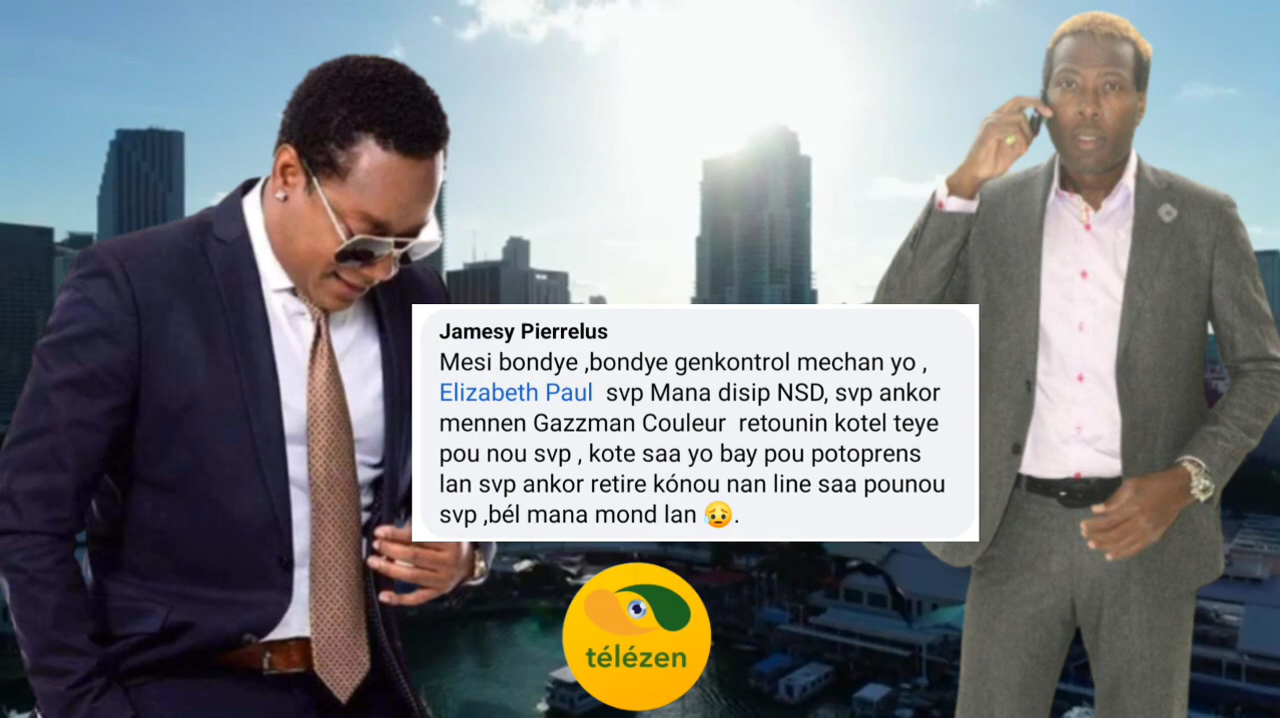 Jamesy Pierrelus
Mesi bondye ,bondye genkontrol mechan yo ,
Elizabeth Paul svp Mana disip NSD, svp ankor
mennen Gazzman Couleur retounin kotel teye
pou nou svp , kote saa yo bay pou potoprens
lan svp ankor retire kónou nan line saa pounou
svp ,bél mana mond lan 😥.
télézen